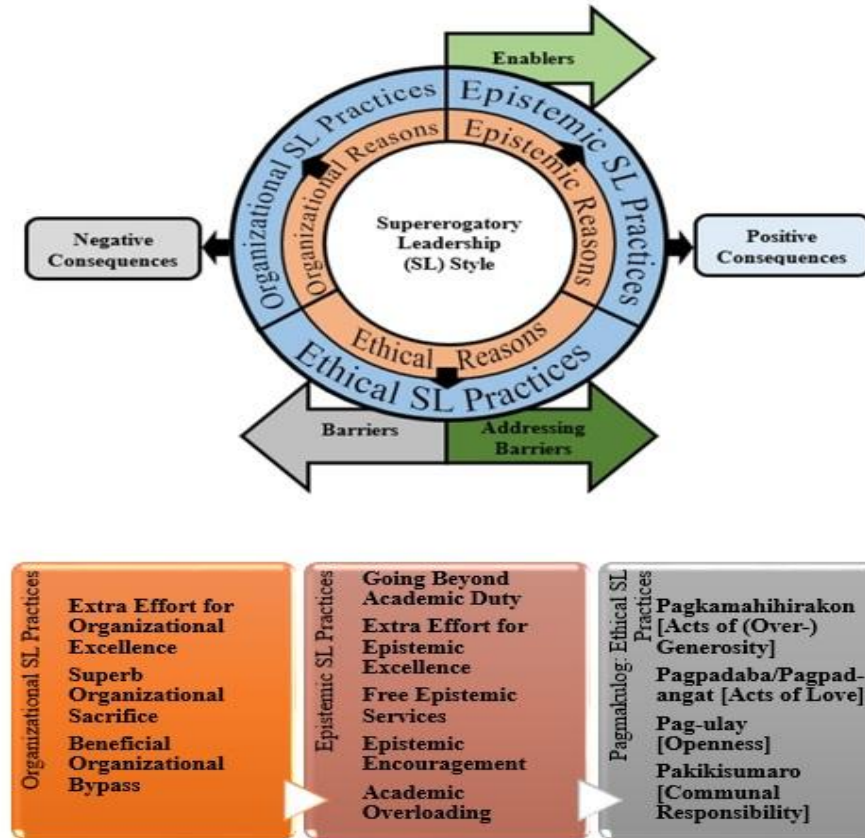 Enablers
Organizational SL Practices
Epistemic SL Practices
Organizational Reasons
Epistemic Reasons
Supererogatory
Leadership
(SL) Style
Negative
Consequences
Positive
Consequences
Ethical Reasons
Ethical SL Practices
Barriers
Addressing
Barriers
Organizational SL Practices
Extra Effort for
Organizational
Excellence
Superb
Organizational
Sacrifice
Beneficial
Organizational
Bypass
Epistemic SL Practices
Going Beyond
Academic Duty
Extra Effort for
Epistemic
Excellence
Free Epistemic
Services
Epistemic
Encouragement
Academic
Overloading
Pagmakulog: Ethical SL
Practices
Pagkamahihirakon
[Acts of (Over-)
Generosity]
Pagpadaba/Pagpad-
angat [Acts of Love]
Pag-ulay
[Openness]
Pakikisumaro
[Communal
Responsibility]